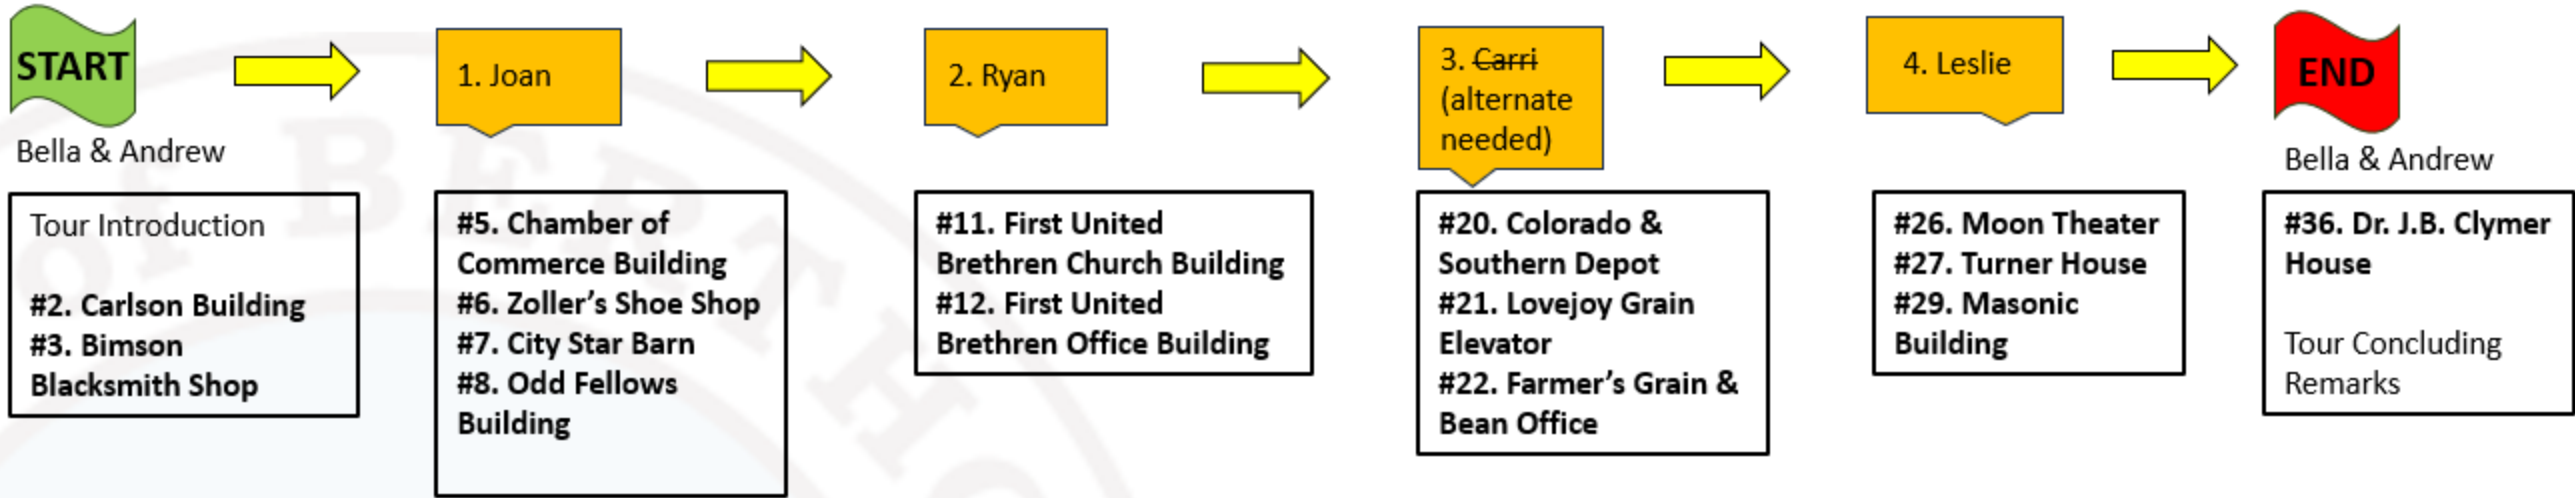 START
Bella & Andrew
Tour Introduction
#2. Carlson Building
#3. Bimson
Blacksmith Shop
1. Joan
#5. Chamber of
Commerce Building
#6. Zoller’s Shoe Shop
#7. City Star Barn
#8. Odd Fellows
Building
2. Ryan
#11. First United
Brethren Church Building
#12. First United
Brethren Office Building
3. Carri
(alternate
needed)
#20. Colorado &
Southern Depot
#21. Lovejoy Grain
Elevator
#22. Farmer’s Grain &
Bean Office
4. Leslie
#26. Moon Theater
#27. Turner House
#29. Masonic
Building
END
Bella & Andrew
#36. Dr. J.B. Clymer
House
Tour Concluding
Remarks
of BERTHO